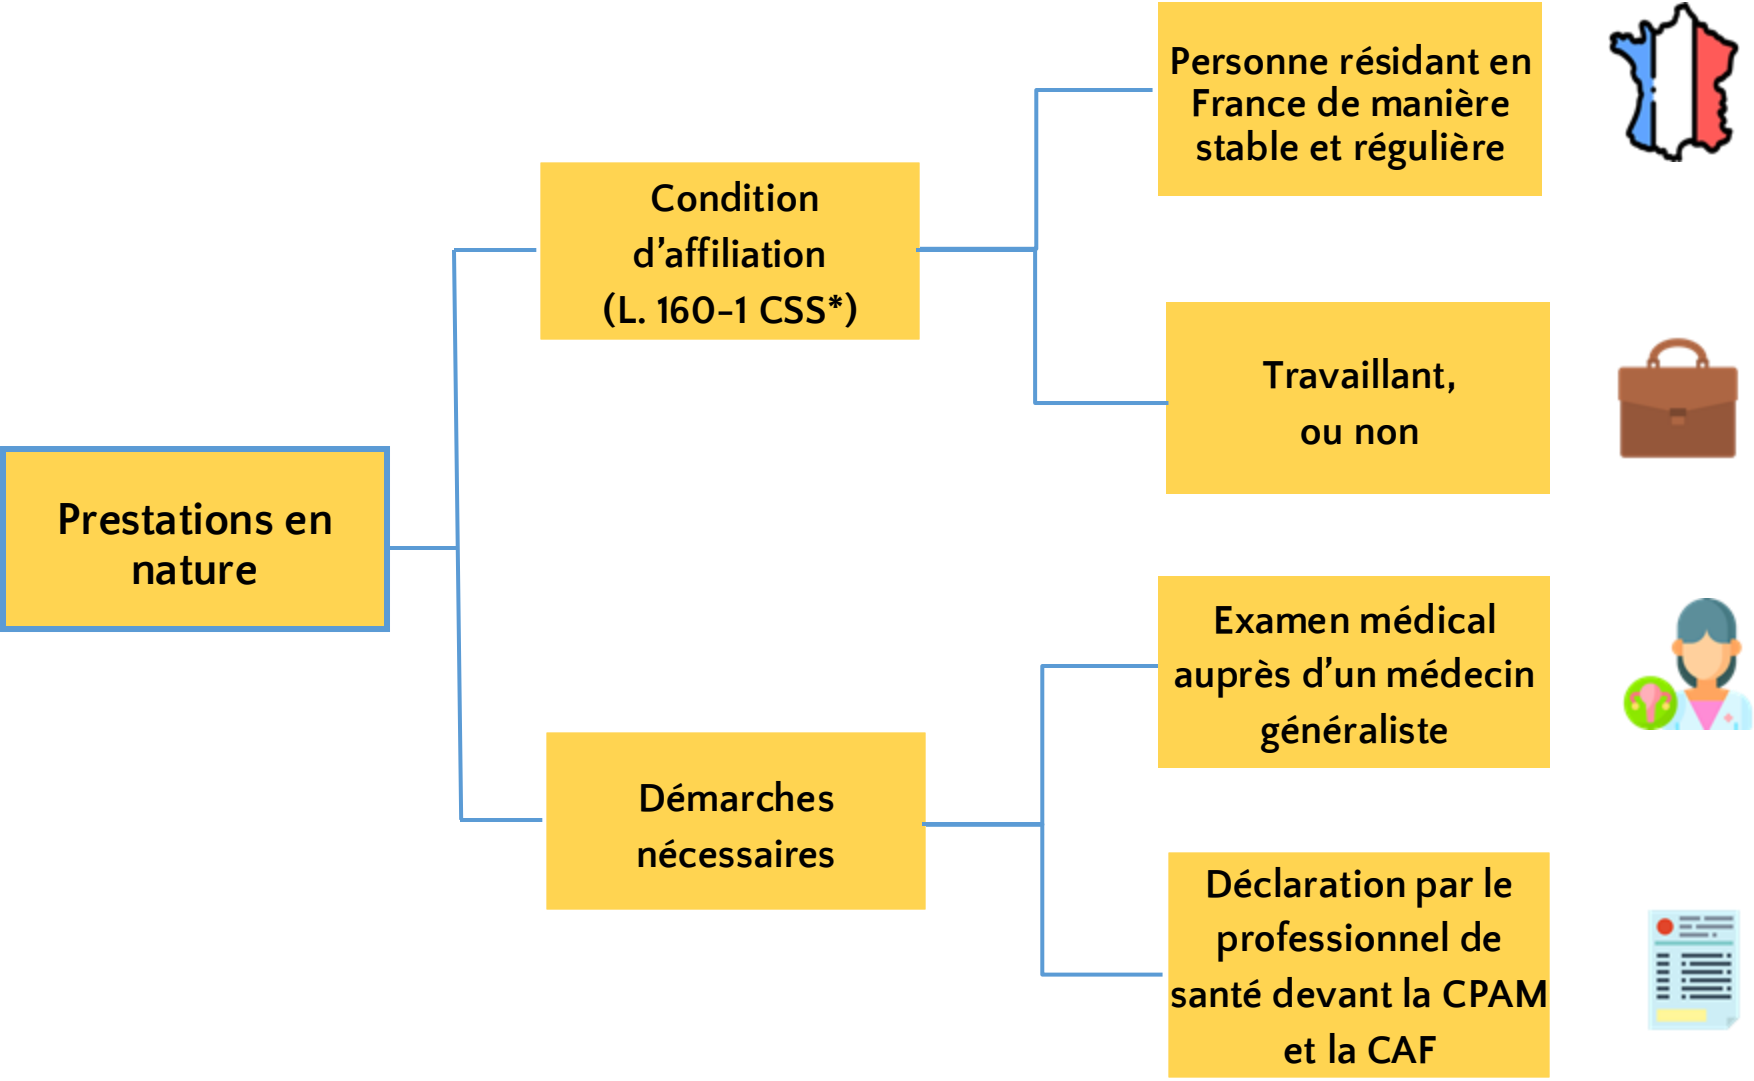 Prestations en
nature
Condition
d’affiliation
(L. 160-1 CSS*)
Personne résidant en
France de manière
stable et régulière
Travaillant,
ou non
Démarches
nécessaires
Examen médical
auprès d’un médecin
généraliste
Déclaration par le
professionnel de
santé devant la CPAM
et la CAF